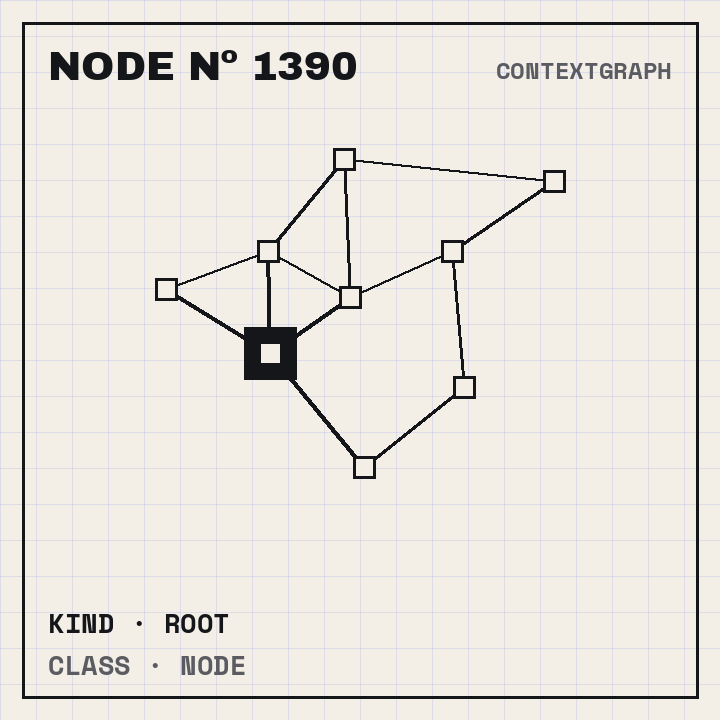 NODE Nº 1390
CONTEXTGRAPH
KIND · ROOT
CLASS · NODE